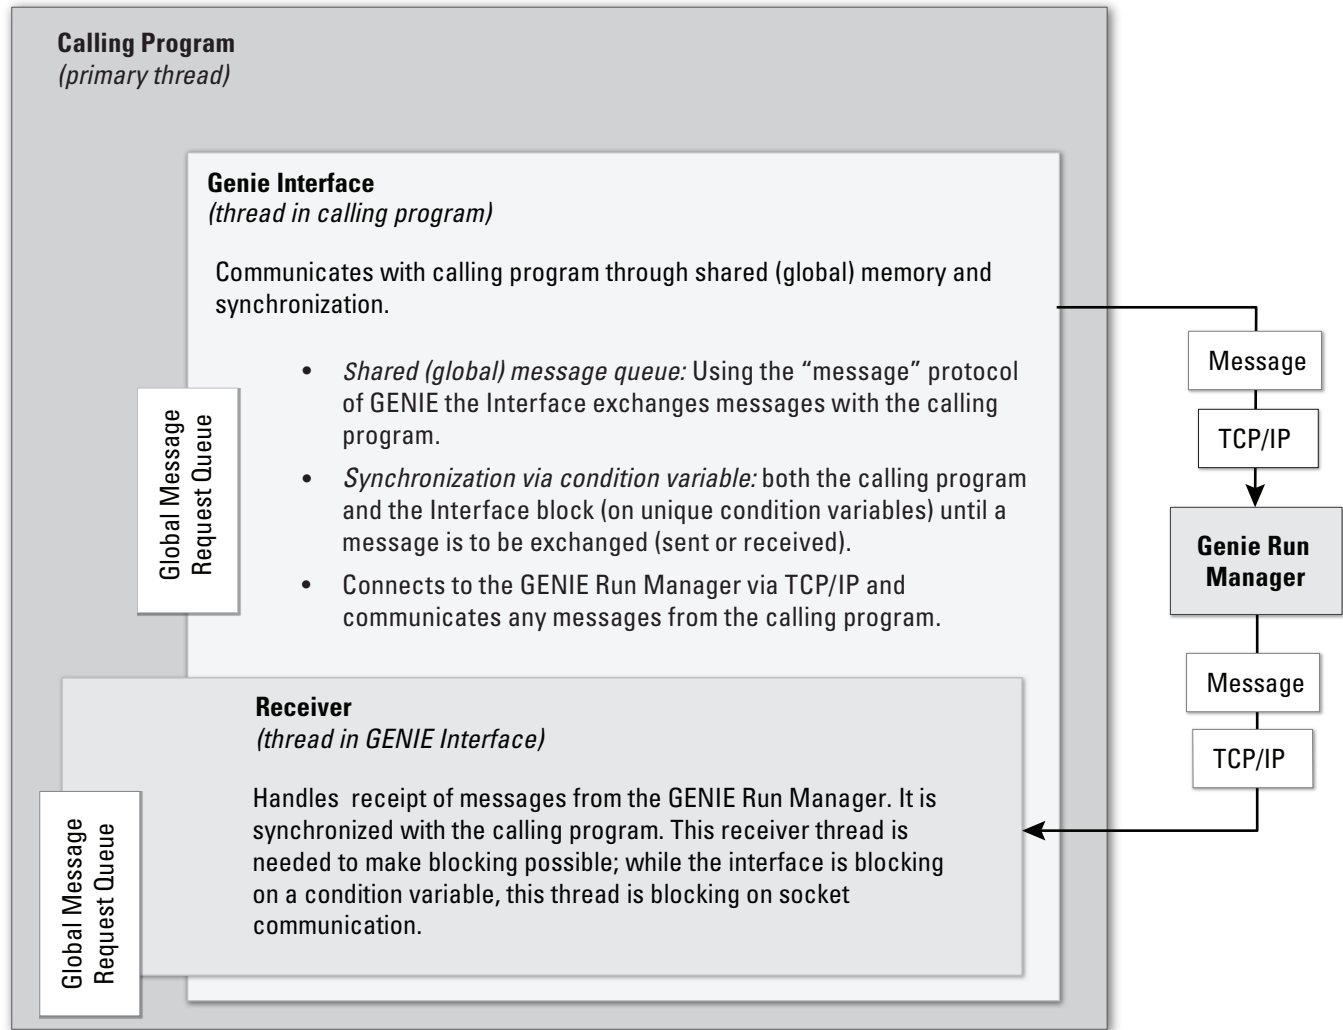 Calling Program
(primary thread)
Genie Interface
(thread in calling program)
Communicates with calling program through shared (global) memory and
synchronization.
• Shared (global) message queue: Using the “message” protocol
of GENIE the Interface exchanges messages with the calling
program.
• Synchronization via condition variable: both the calling program
and the Interface block (on unique condition variables) until a
message is to be exchanged (sent or received).
• Connects to the GENIE Run Manager via TCP/IP and
communicates any messages from the calling program.
Global Message
Request Queue
Receiver
(thread in GENIE Interface)
Handles receipt of messages from the GENIE Run Manager. It is
synchronized with the calling program. This receiver thread is
needed to make blocking possible; while the interface is blocking
on a condition variable, this thread is blocking on socket
communication.
Global Message
Request Queue
Message
TCP/IP
Genie Run
Manager
Message
TCP/IP